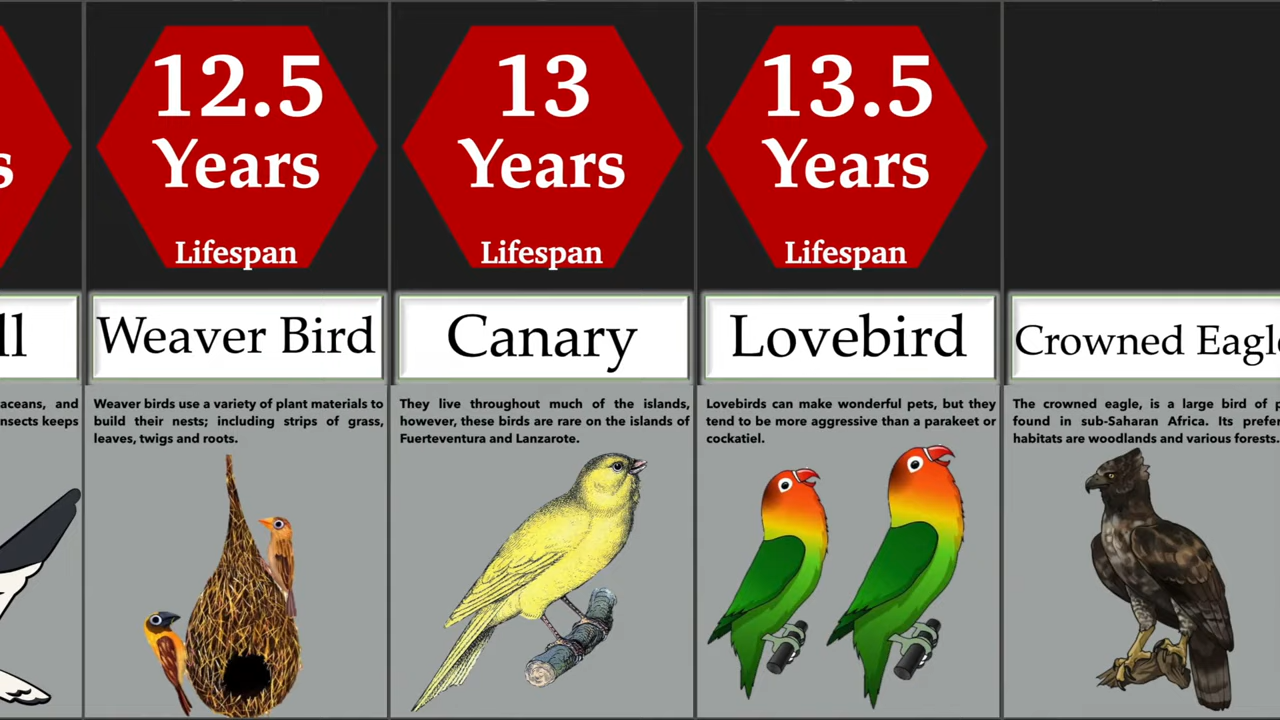 12.5
Years
Lifespan
13
Years
Lifespan
13.5
Years
Lifespan
Weaver Bird
Canary
Lovebird
Crowned Eagle
and
keeps
Weaver birds use a variety of plant materials to
build their nests; including strips of grass,
leaves, twigs and roots.
They live throughout much of the islands,
however, these birds are rare on the islands of
Fuerteventura and Lanzarote.
Lovebirds can make wonderful pets, but they
tend to be more aggressive than a parakeet or
cockatiel.
The crowned eagle, is a large bird of
found in sub-Saharan Africa. Its
habitats are woodlands and various forests.